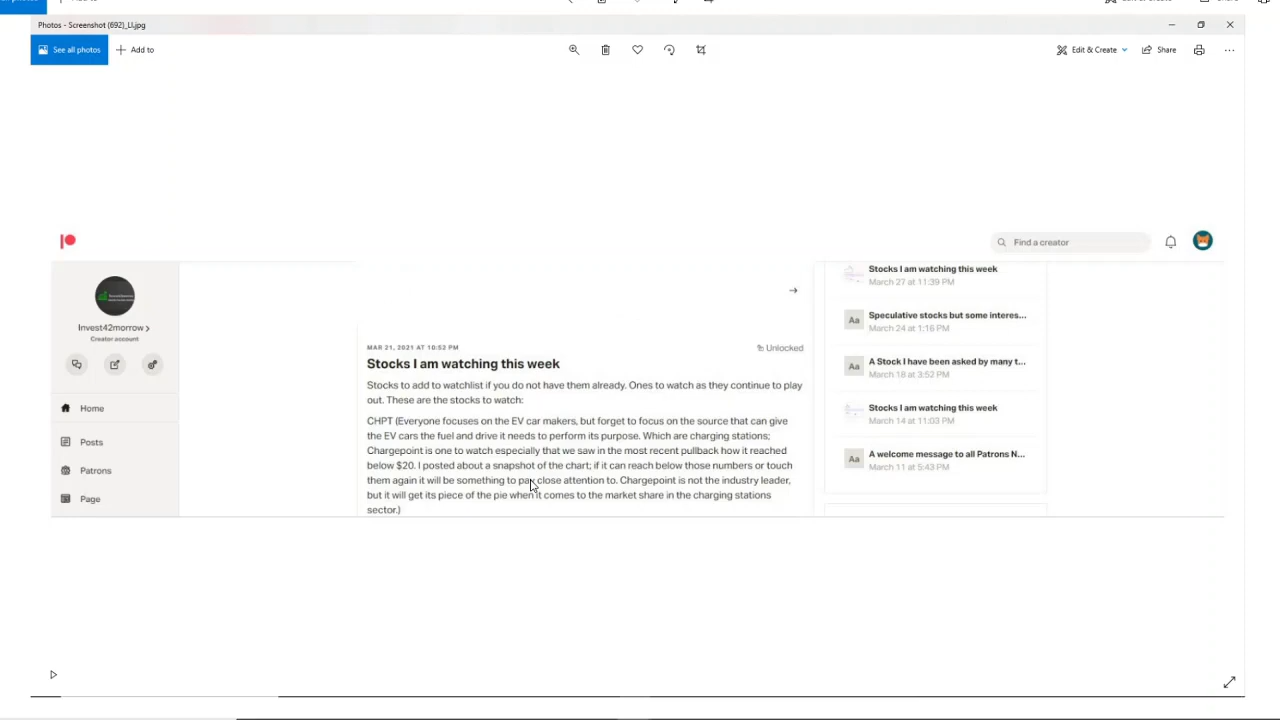 Photos - Screenshot (692)_LI.jpg
See all photos
Add to
Edit & Create
Share
Find a creator
Invest42morrow
Creator account
Home
Posts
Patrons
Page
MAR 21, 2021 AT 10:52 PM
Unlocked
Stocks I am watching this week
Stocks to add to watchlist if you do not have them already. Ones to watch as they continue to play
out. These are the stocks to watch:
CHPT (Everyone focuses on the EV car makers, but forget to focus on the source that can give
the EV cars the fuel and drive it needs to perform its purpose. Which are charging stations;
Chargepoint is one to watch especially that we saw in the most recent pullback how it reached
below $20. I posted about a snapshot of the chart; if it can reach below those numbers or touch
them again it will be something to pay close attention to. Chargepoint is not the industry leader,
but it will get its piece of the pie when it comes to the market share in the charging stations
sector.)
Stocks I am watching this week
March 27 at 11:39 PM
Aa
Speculative stocks but some interes...
March 24 at 1:16 PM
Aa
A Stock I have been asked by many t...
March 18 at 3:52 PM
Stocks I am watching this week
March 14 at 11:03 PM
Aa
A welcome message to all Patrons N...
March 11 at 5:43 PM